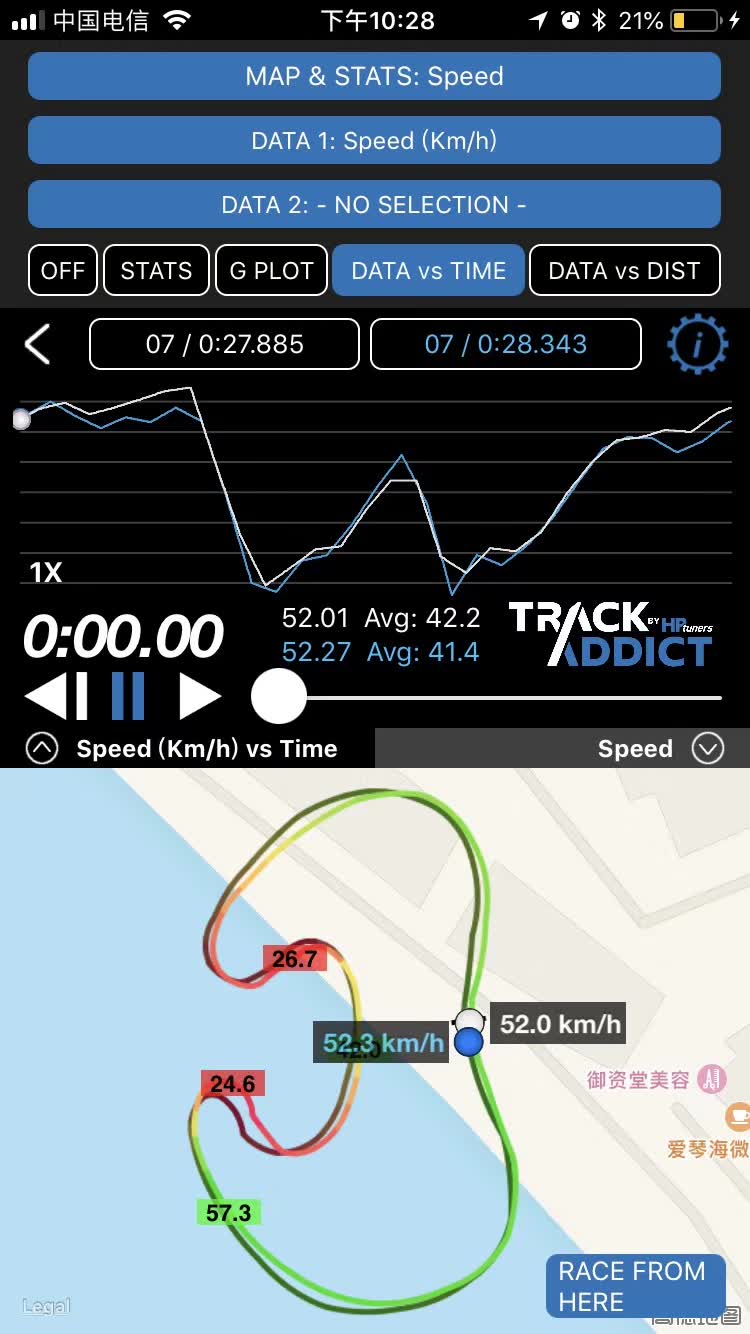 中国电信
下午10:28
21%
MAP & STATS: Speed
DATA 1: Speed (Km/h)
DATA 2: - NO SELECTION -
OFF
STATS
G PLOT
DATA vs TIME
DATA vs DIST
07 / 0:27.885
07 / 0:28.343
i
1X
0:00.00
52.01 Avg: 42.2
52.27 Avg: 41.4
TRACK BY HP tuners
ADDICT
Speed (Km/h) vs Time
Speed
26.7
52.0 km/h
52.3 km/h
御资堂美容
24.6
爱琴海微
57.3
RACE FROM
HERE
Legal